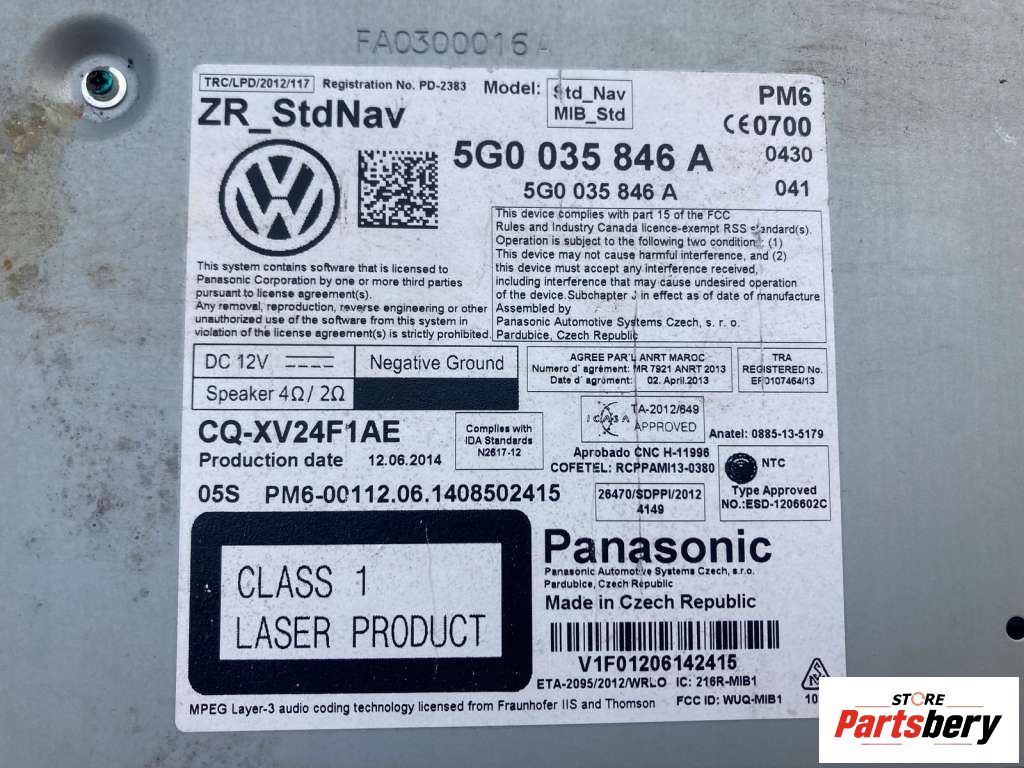 FA0300016A
TRC/LPD/2012/117 Registration No. PD-2383 Model: Std_Nav
MIB_Std
PM6
ZR_StdNav
CE0700
5G0 035 846 A 0430
5G0 035 846 A 041
This device complies with part 15 of the FCC
Rules and Industry Canada licence-exempt RSS standard(s).
Operation is subject to the following two condition: (1)
This device may not cause harmful interference, and (2)
this device must accept any interference received,
including interference that may cause undesired operation
of the device.Subchapter J in effect as of date of manufacture
Assembled by
Panasonic Automotive Systems Czech, s. r. o.
Pardubice, Czech Republic
This system contains software that is licensed to
Panasonic Corporation by one or more third parties
pursuant to license agreement(s).
Any removal, reproduction, reverse engineering or other
unauthorized use of the software from this system in
violation of the license agreement(s) is strictly prohibited.
DC 12V Negative Ground
Speaker 4Ω/ 2Ω
AGREE PAR L ANRT MAROC
Numero d´agrément: MR 7921 ANRT 2013
Date d´agrément: 02. April.2013
TRA
REGISTERED No.
ER0107464/13
CQ-XV24F1AE
Production date 12.06.2014
Complies with
IDA Standards
N2617-12
ICASA TA-2012/649
APPROVED
Anatel: 0885-13-5179
Aprobado CNC H-11996
COFETEL: RCPPAMI13-0380
NTC
Type Approved
NO.:ESD-1206602C
05S PM6-00112.06.1408502415
26470/SDPPI/2012
4149
CLASS 1
LASER PRODUCT
Panasonic
Panasonic Automotive Systems Czech, s.r.o.
Pardubice, Czech Republic
Made in Czech Republic
V1F01206142415
ETA-2095/2012/WRLO IC: 216R-MIB1
MPEG Layer-3 audio coding technology licensed from Fraunhofer IIS and Thomson FCC ID: WUQ-MIB1
STORE
Partsbery